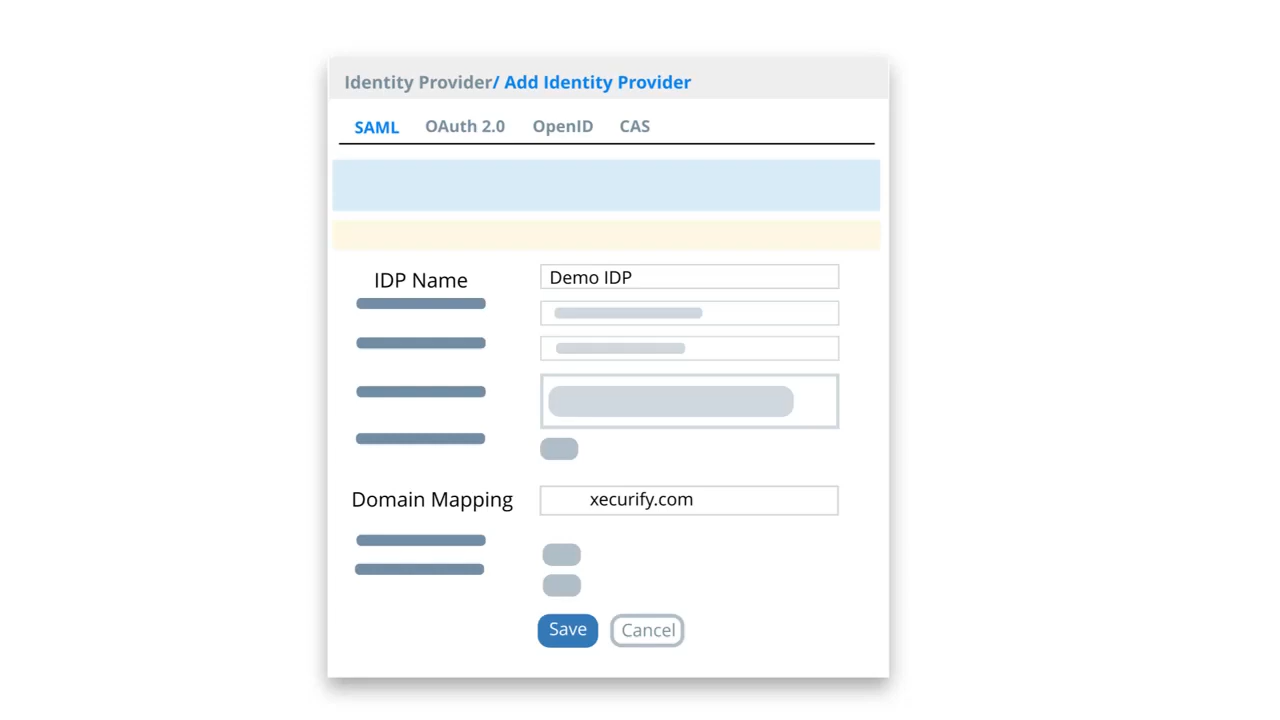 Identity Provider/ Add Identity Provider
SAML OAuth 2.0 OpenID CAS
IDP Name Demo IDP
Domain Mapping xecurify.com
Save Cancel